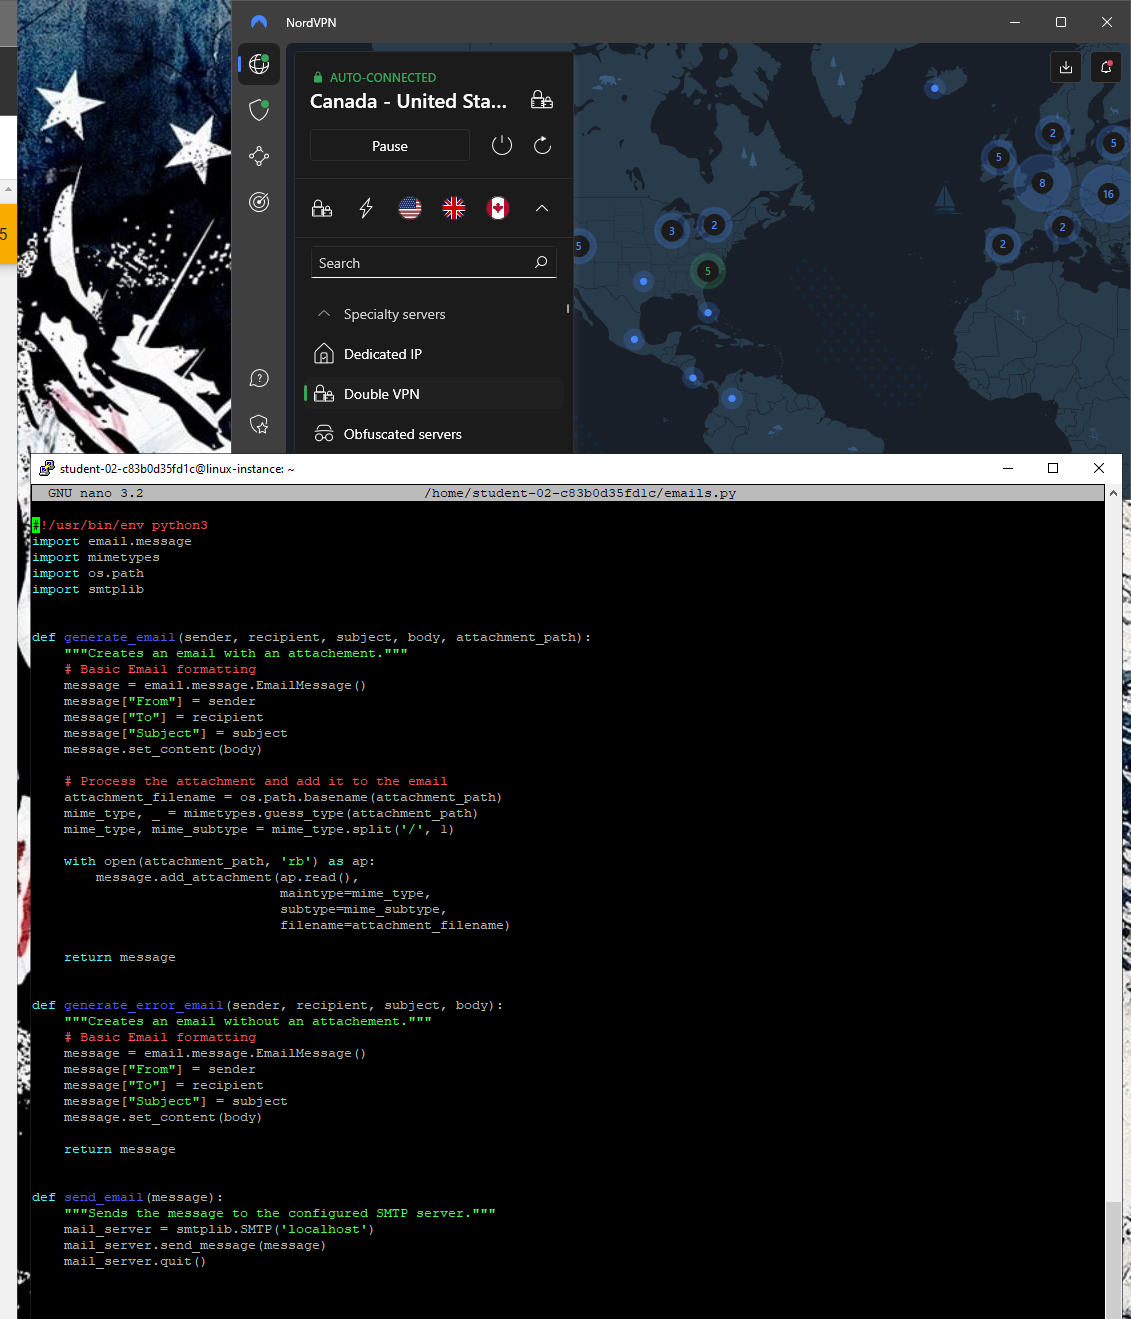 NordVPN
AUTO-CONNECTED
Canada - United Sta...
Pause
Search
Specialty servers
Dedicated IP
Double VPN
Obfuscated servers
5
3
2
5
5
2
5
8
16
2
2
5
student-02-c83b0d35fd1c@linux-instance: ~
GNU nano 3.2 /home/student-02-c83b0d35fd1c/emails.py
#!/usr/bin/env python3
import email.message
import mimetypes
import os.path
import smtplib
def generate_email(sender, recipient, subject, body, attachment_path):
"""Creates an email with an attachement."""
# Basic Email formatting
message = email.message.EmailMessage()
message["From"] = sender
message["To"] = recipient
message["Subject"] = subject
message.set_content(body)
# Process the attachment and add it to the email
attachment_filename = os.path.basename(attachment_path)
mime_type, _ = mimetypes.guess_type(attachment_path)
mime_type, mime_subtype = mime_type.split('/', 1)
with open(attachment_path, 'rb') as ap:
message.add_attachment(ap.read(),
maintype=mime_type,
subtype=mime_subtype,
filename=attachment_filename)
return message
def generate_error_email(sender, recipient, subject, body):
"""Creates an email without an attachement."""
# Basic Email formatting
message = email.message.EmailMessage()
message["From"] = sender
message["To"] = recipient
message["Subject"] = subject
message.set_content(body)
return message
def send_email(message):
"""Sends the message to the configured SMTP server."""
mail_server = smtplib.SMTP('localhost')
mail_server.send_message(message)
mail_server.quit()